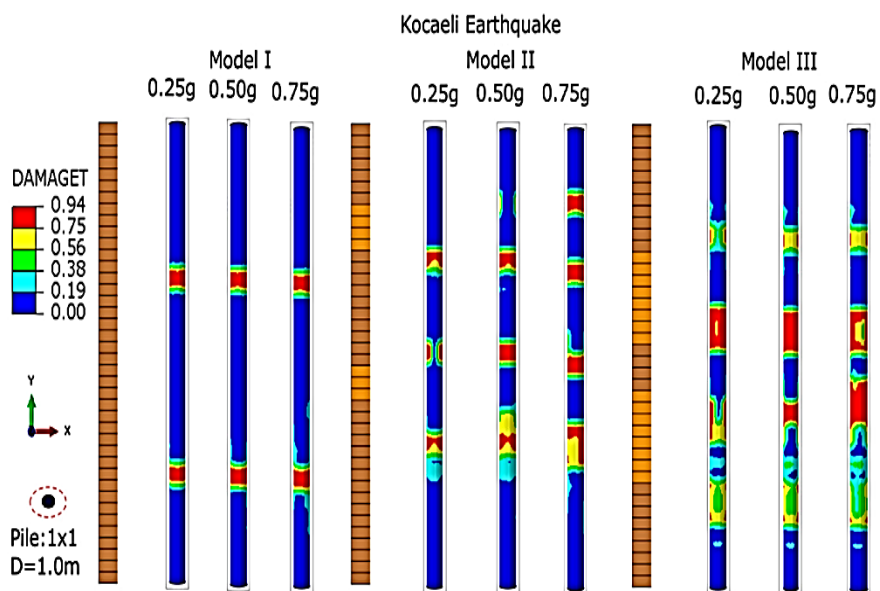 Kocaeli Earthquake
Model I
0.25g 0.50g 0.75g
Model II
0.25g 0.50g 0.75g
Model III
0.25g 0.50g 0.75g
DAMAGET
0.94
0.75
0.56
0.38
0.19
0.00
Y
X
Pile:1x1
D=1.0m